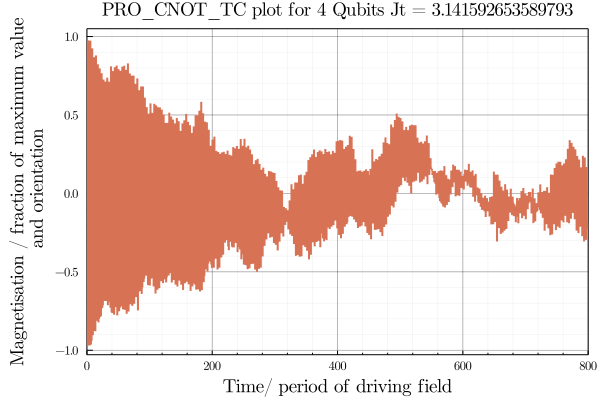 PRO_CNOT_TC plot for 4 Qubits Jt = 3.141592653589793
Magnetisation / fraction of maximum value
and orientation
1.0
0.5
0.0
−0.5
−1.0
0 200 400 600 800
Time/ period of driving field